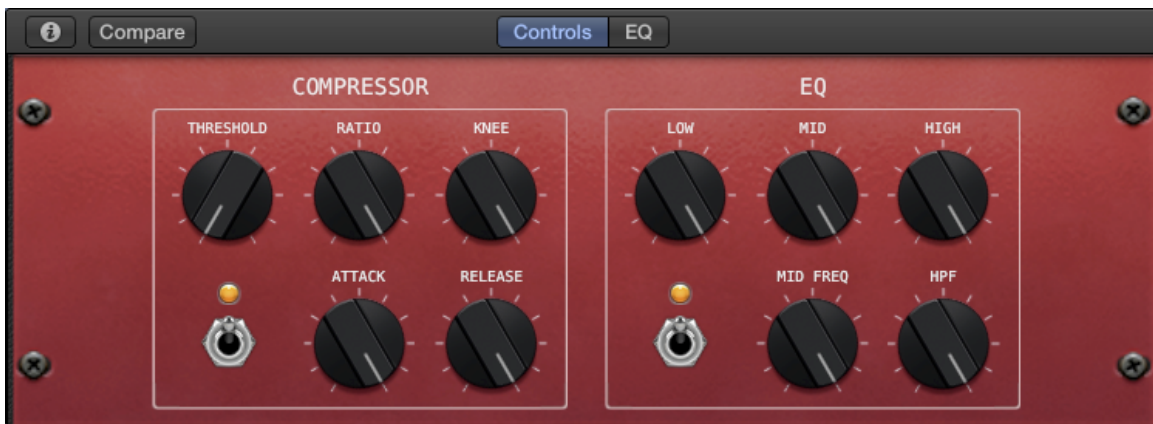 Compare
Controls EQ
COMPRESSOR EQ
THRESHOLD RATIO KNEE LOW MID HIGH
ATTACK RELEASE MID FREQ HPF